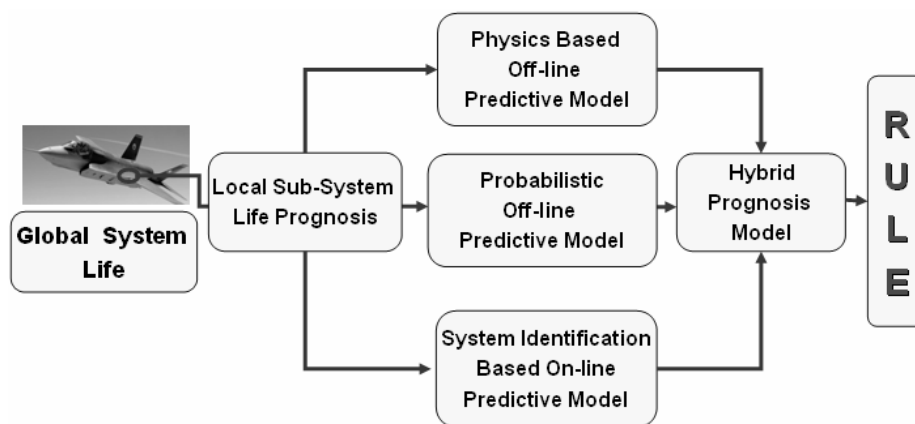 Global System
Life
Local Sub-System
Life Prognosis
Physics Based
Off-line
Predictive Model
Probabilistic
Off-line
Predictive Model
System Identification
Based On-line
Predictive Model
Hybrid
Prognosis
Model
R
U
L
E